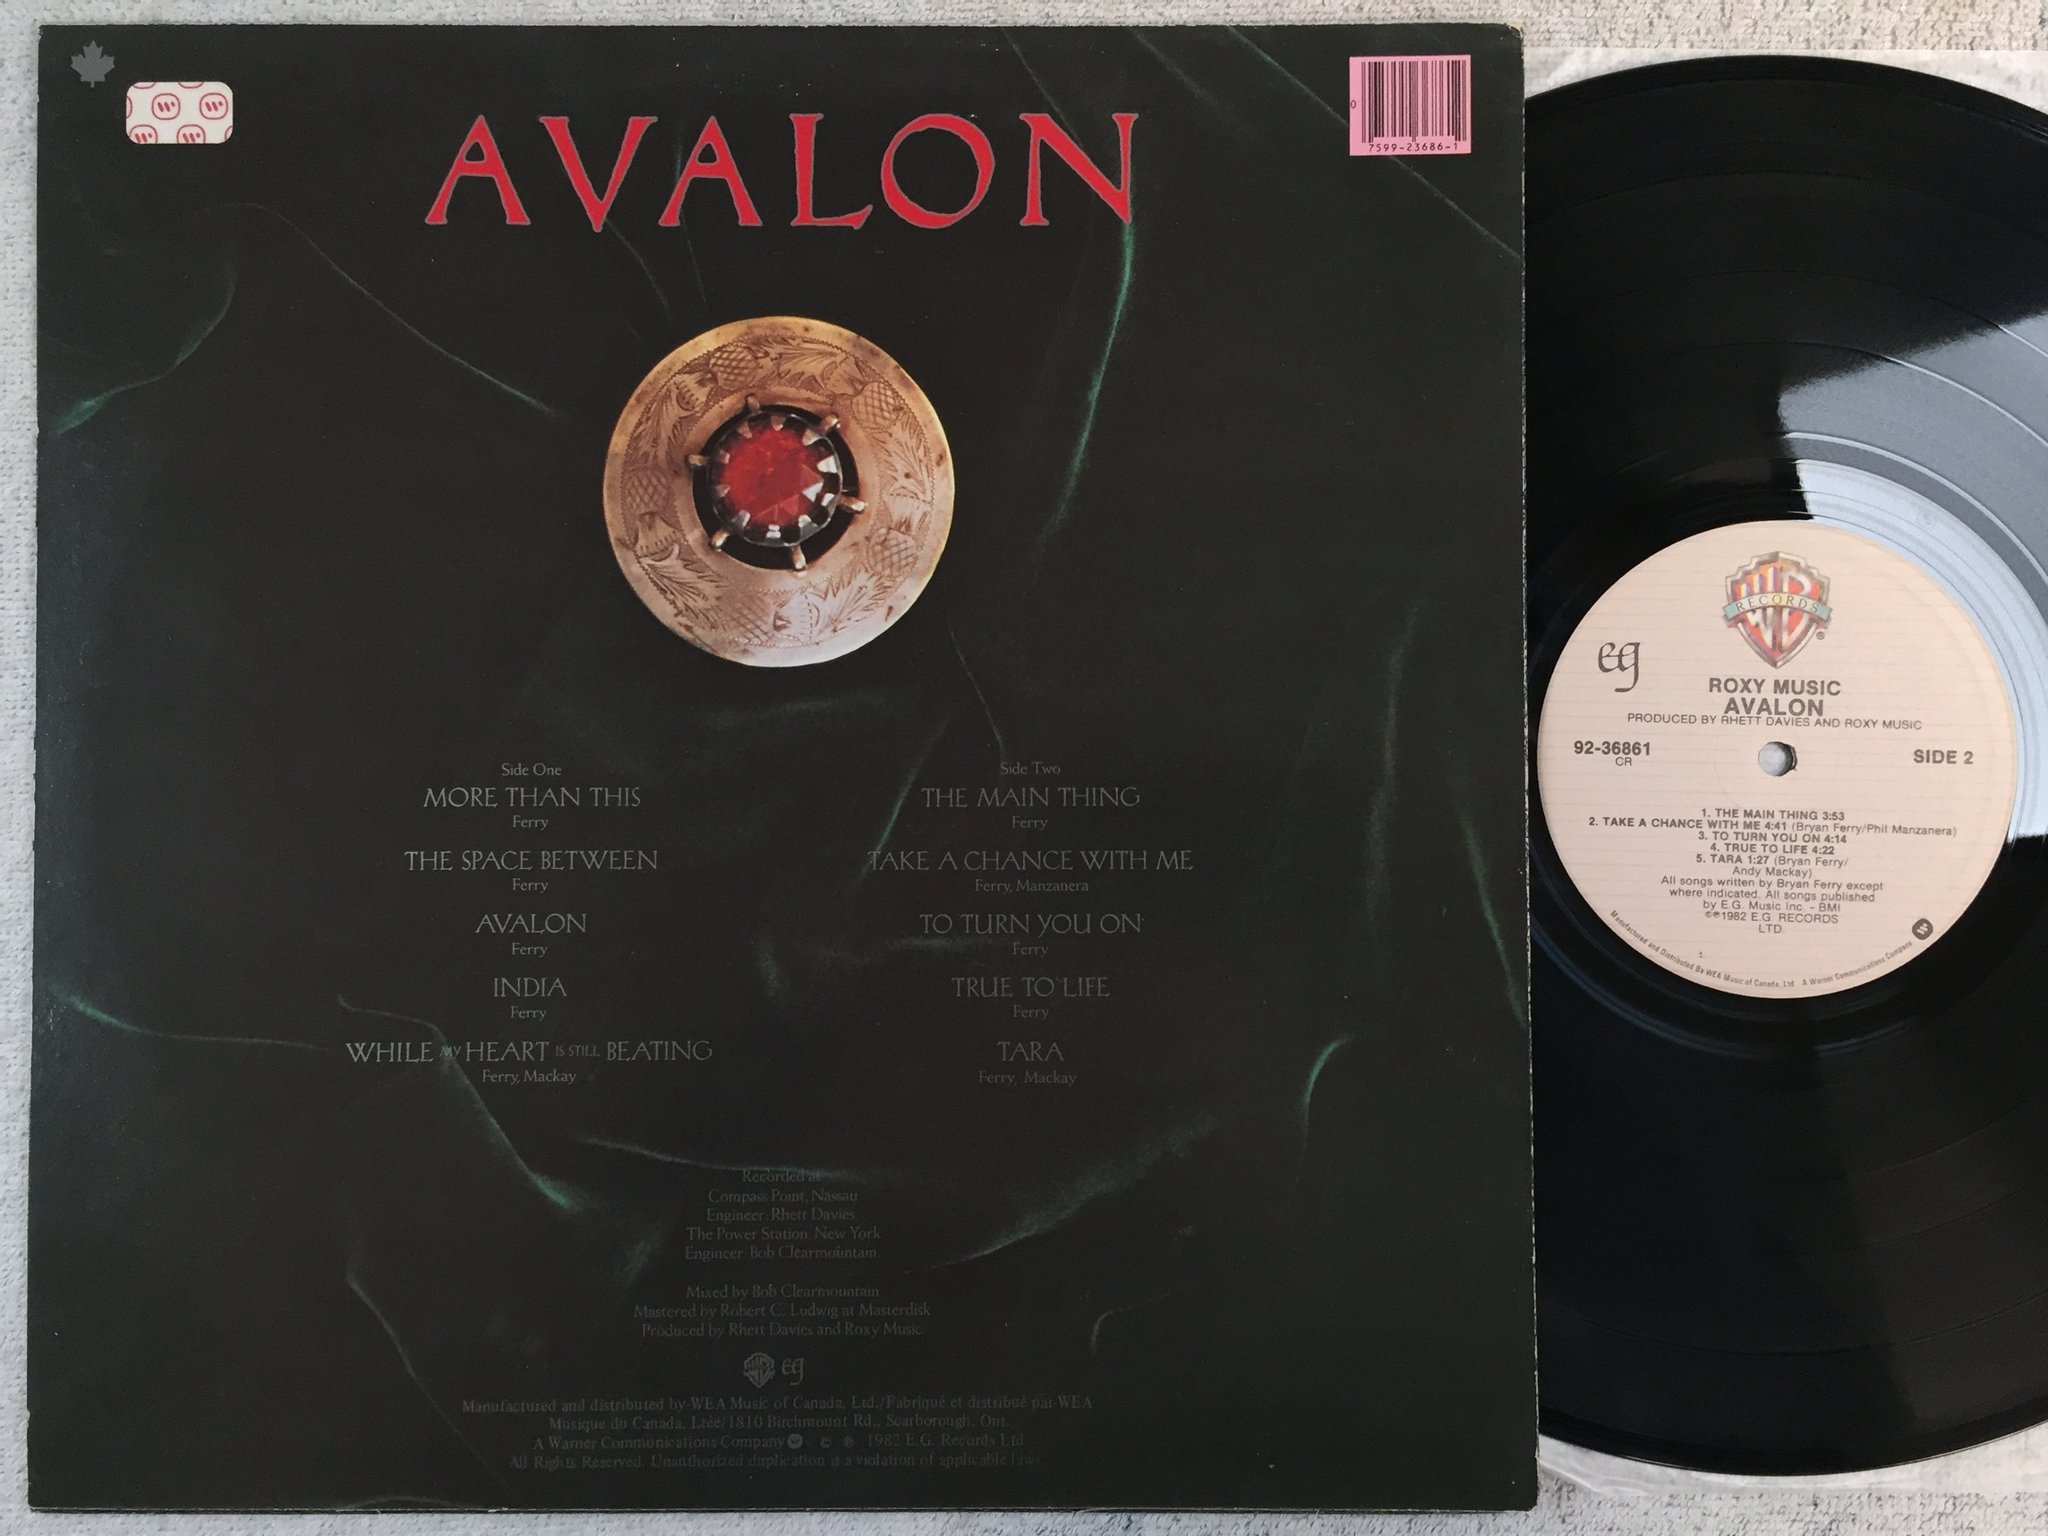 AVALON
0
7599-23686-1
Side One
MORE THAN THIS
Ferry
THE SPACE BETWEEN
Ferry
AVALON
Ferry
INDIA
Ferry
WHILE MY HEART IS STILL BEATING
Ferry, Mackay
Side Two
THE MAIN THING
Ferry
TAKE A CHANCE WITH ME
Ferry, Manzanera
TO TURN YOU ON
Ferry
TRUE TO LIFE
Ferry
TARA
Ferry, Mackay
Recorded at
Compass Point, Nassau
Engineer: Rhett Davies
The Power Station, New York
Engineer: Bob Clearmountain
Mixed by Bob Clearmountain
Mastered by Robert C. Ludwig at Masterdisk
Produced by Rhett Davies and Roxy Music
eg
Manufactured and distributed by WEA Music of Canada, Ltd./Fabriqué et distribué par WEA
Musique du Canada, Ltée/1810 Birchmount Rd., Scarborough, Ont.
A Warner Communications Company © ℗ 1982 E.G. Records Ltd.
All Rights Reserved. Unauthorized duplication is a violation of applicable laws.
RECORDS
®
eg
ROXY MUSIC
AVALON
PRODUCED BY RHETT DAVIES AND ROXY MUSIC
92-36861
CR
SIDE 2
1. THE MAIN THING 3:53
2. TAKE A CHANCE WITH ME 4:41 (Bryan Ferry/Phil Manzanera)
3. TO TURN YOU ON 4:14
4. TRUE TO LIFE 4:22
5. TARA 1:27 (Bryan Ferry/
Andy Mackay)
All songs written by Bryan Ferry except
where indicated. All songs published
by E.G. Music Inc. - BMI
©℗1982 E.G. RECORDS
LTD.
Manufactured and Distributed By WEA Music of Canada, Ltd A Warner Communications Company